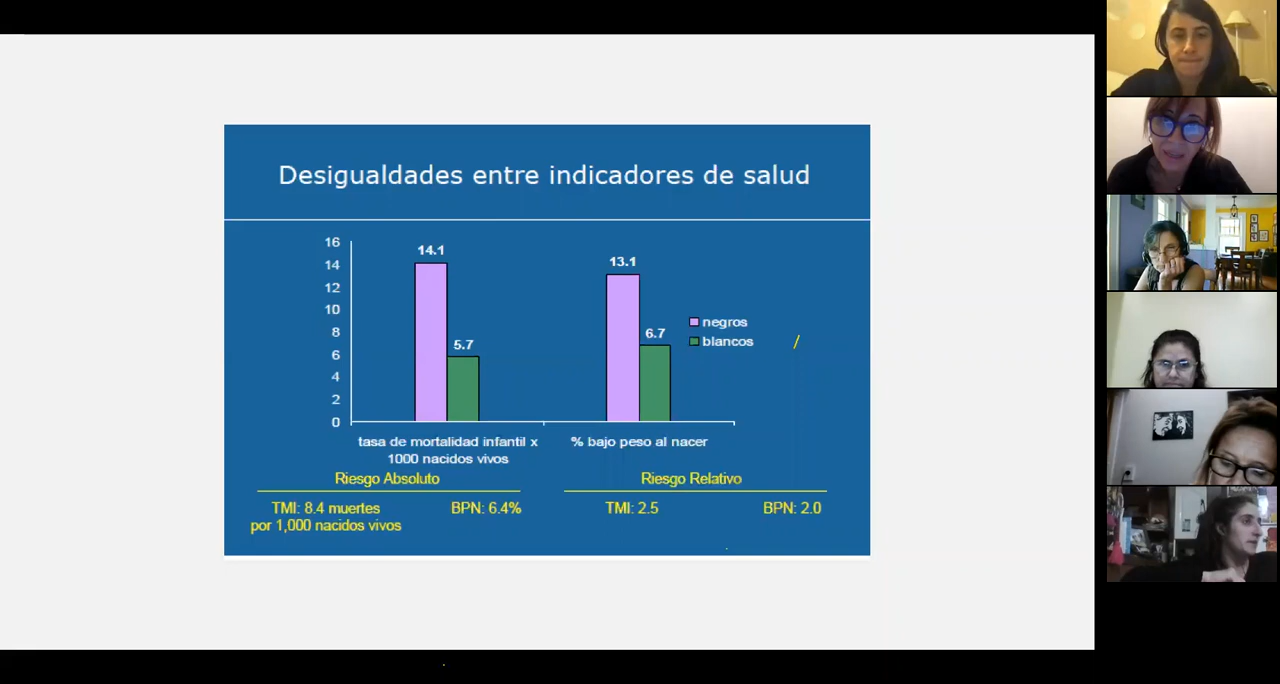 Desigualdades entre indicadores de salud
16
14
12
10
8
6
4
2
0
14.1
5.7
13.1
6.7
negros
blancos
/
tasa de mortalidad infantil x
1000 nacidos vivos
% bajo peso al nacer
Riesgo Absoluto
TMI: 8.4 muertes
por 1,000 nacidos vivos
BPN: 6.4%
Riesgo Relativo
TMI: 2.5
BPN: 2.0